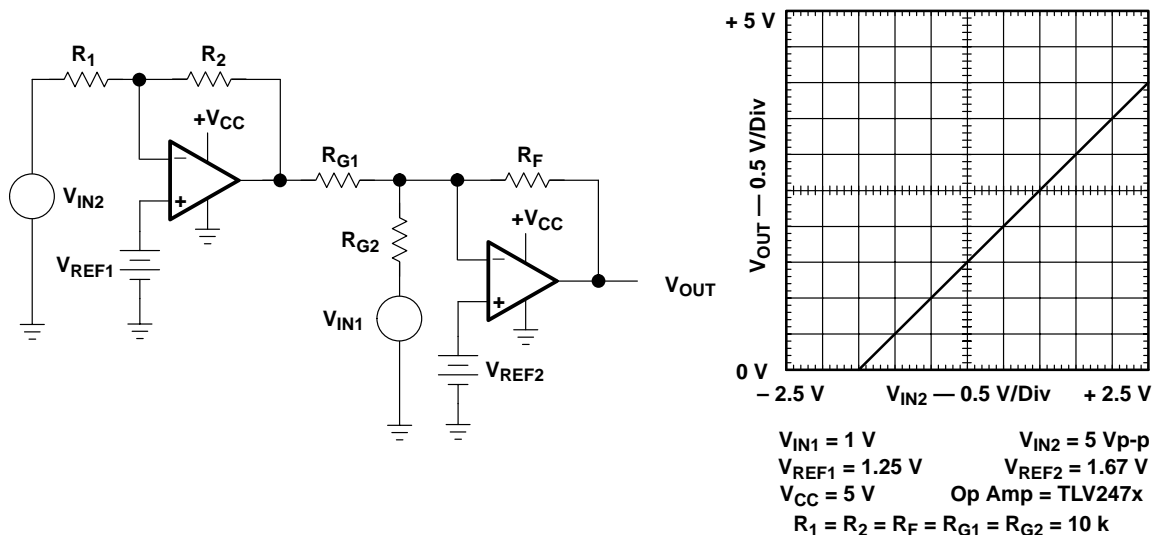 R1
R2
+VCC
−
+
VIN2
VREF1
RG1
RG2
VIN1
RF
+VCC
−
+
VREF2
VOUT
+ 5 V
VOUT — 0.5 V/Div
0 V
– 2.5 V
VIN2 — 0.5 V/Div
+ 2.5 V
VIN1 = 1 V VIN2 = 5 Vp-p
VREF1 = 1.25 V VREF2 = 1.67 V
VCC = 5 V Op Amp = TLV247x
R1 = R2 = RF = RG1 = RG2 = 10 k